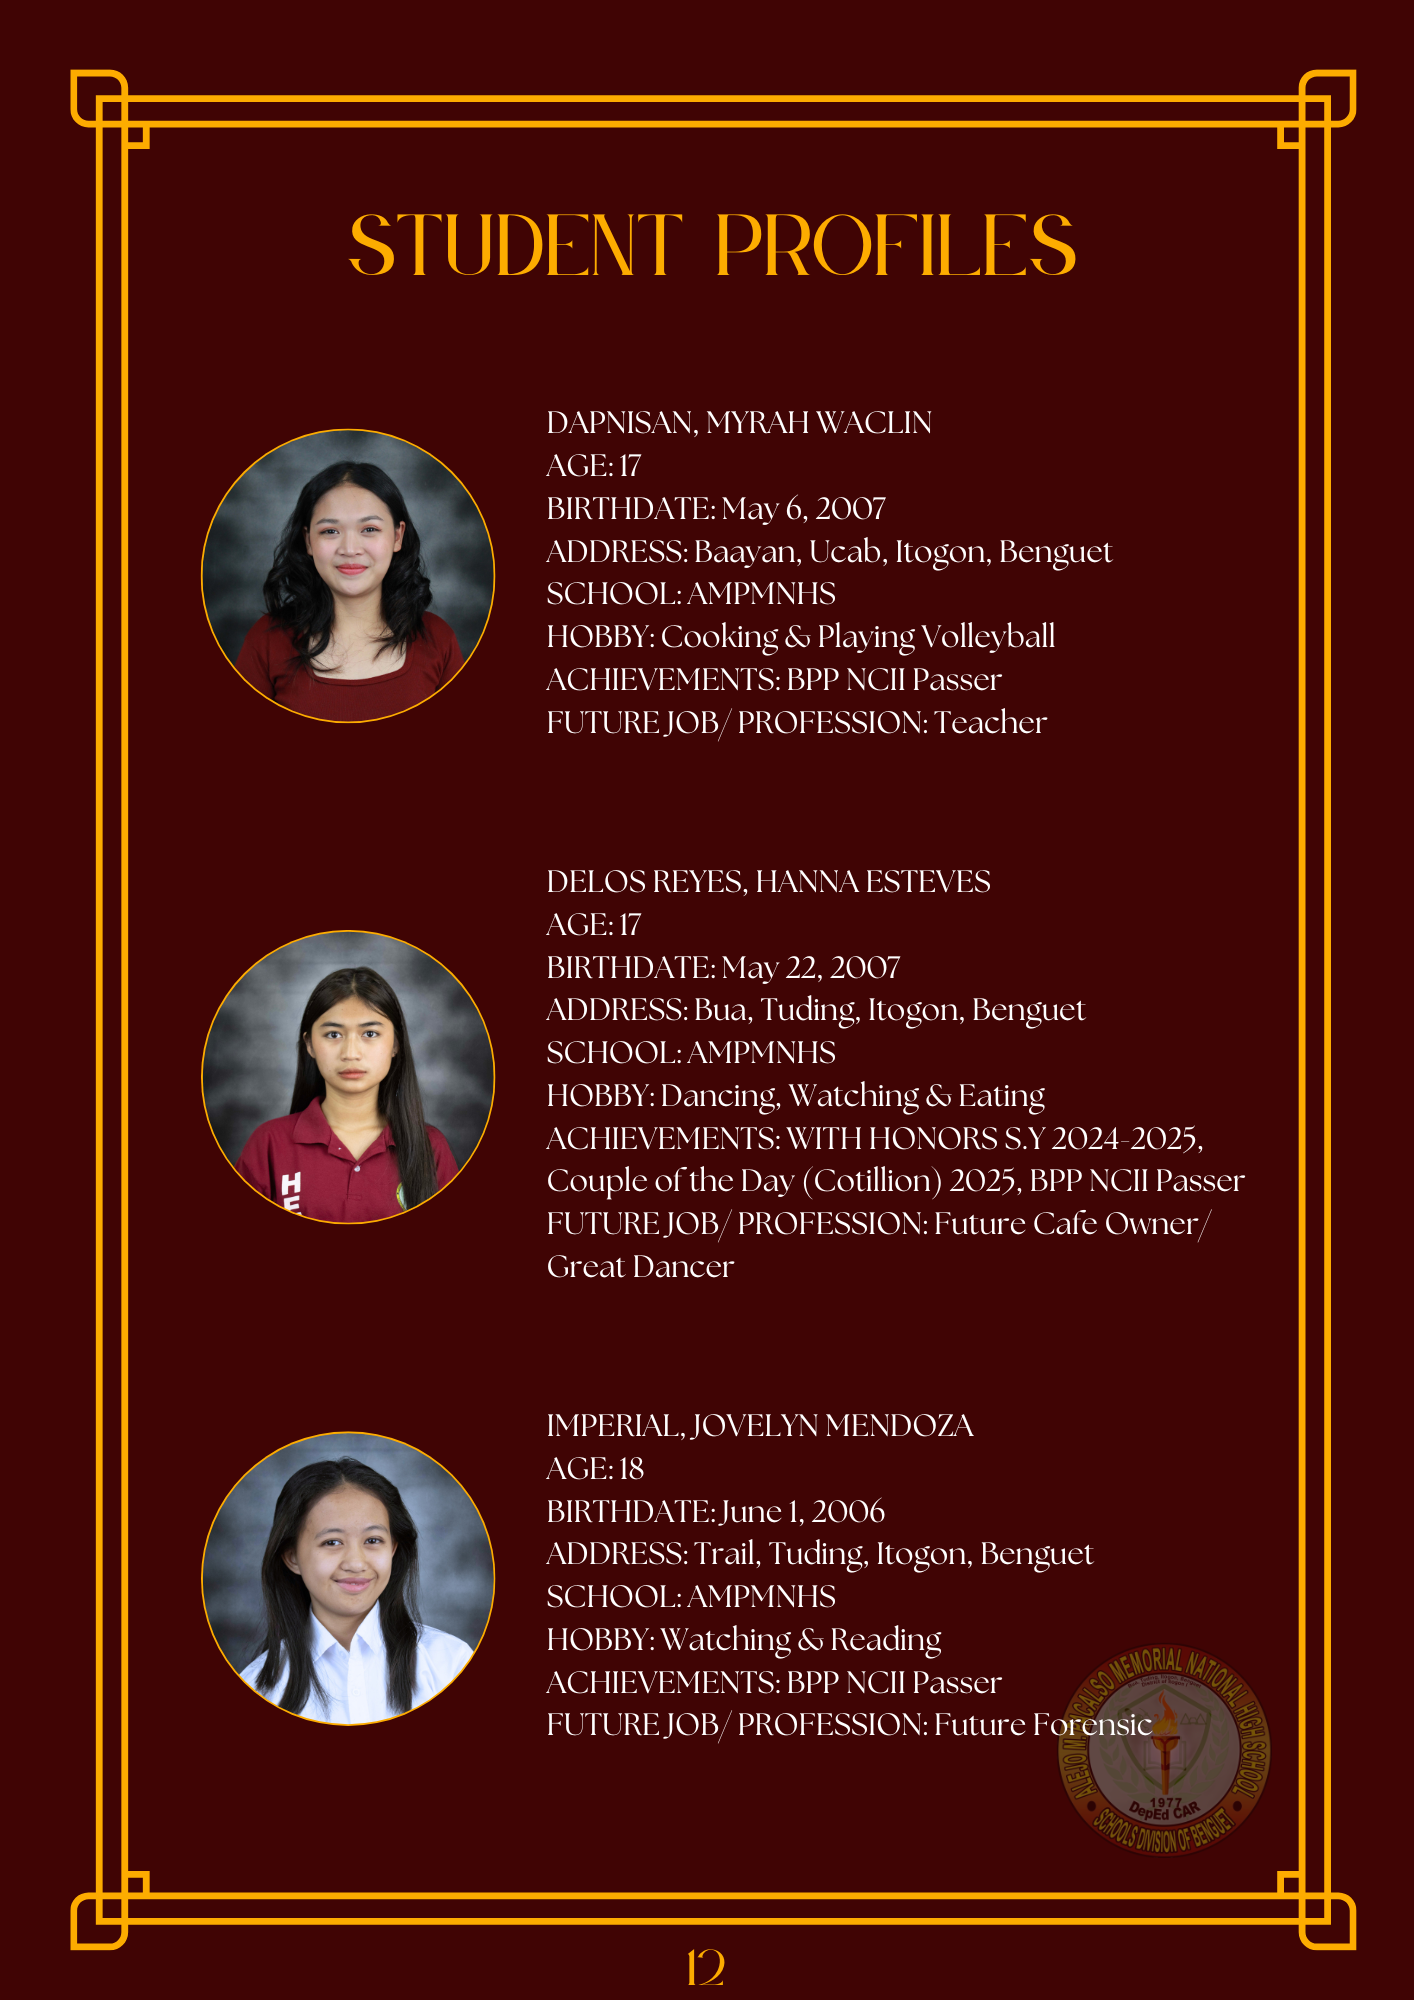 STUDENT PROFILES
DAPNISAN, MYRAH WACLIN
AGE: 17
BIRTHDATE: May 6, 2007
ADDRESS: Baayan, Ucab, Itogon, Benguet
SCHOOL: AMPMNHS
HOBBY: Cooking & Playing Volleyball
ACHIEVEMENTS: BPP NCII Passer
FUTURE JOB/ PROFESSION: Teacher
DELOS REYES, HANNA ESTEVES
AGE: 17
BIRTHDATE: May 22, 2007
ADDRESS: Bua, Tuding, Itogon, Benguet
SCHOOL: AMPMNHS
HOBBY: Dancing, Watching & Eating
ACHIEVEMENTS: WITH HONORS S.Y 2024-2025,
Couple of the Day (Cotillion) 2025, BPP NCII Passer
FUTURE JOB/ PROFESSION: Future Cafe Owner/
Great Dancer
HE
IMPERIAL, JOVELYN MENDOZA
AGE: 18
BIRTHDATE: June 1, 2006
ADDRESS: Trail, Tuding, Itogon, Benguet
SCHOOL: AMPMNHS
HOBBY: Watching & Reading
ACHIEVEMENTS: BPP NCII Passer
FUTURE JOB/ PROFESSION: Future Forensic
MEMORIAL NATIONAL HIGH SCHOOL
1977
DepEd CAR
SCHOOLS DIVISION OF BENGUET
12